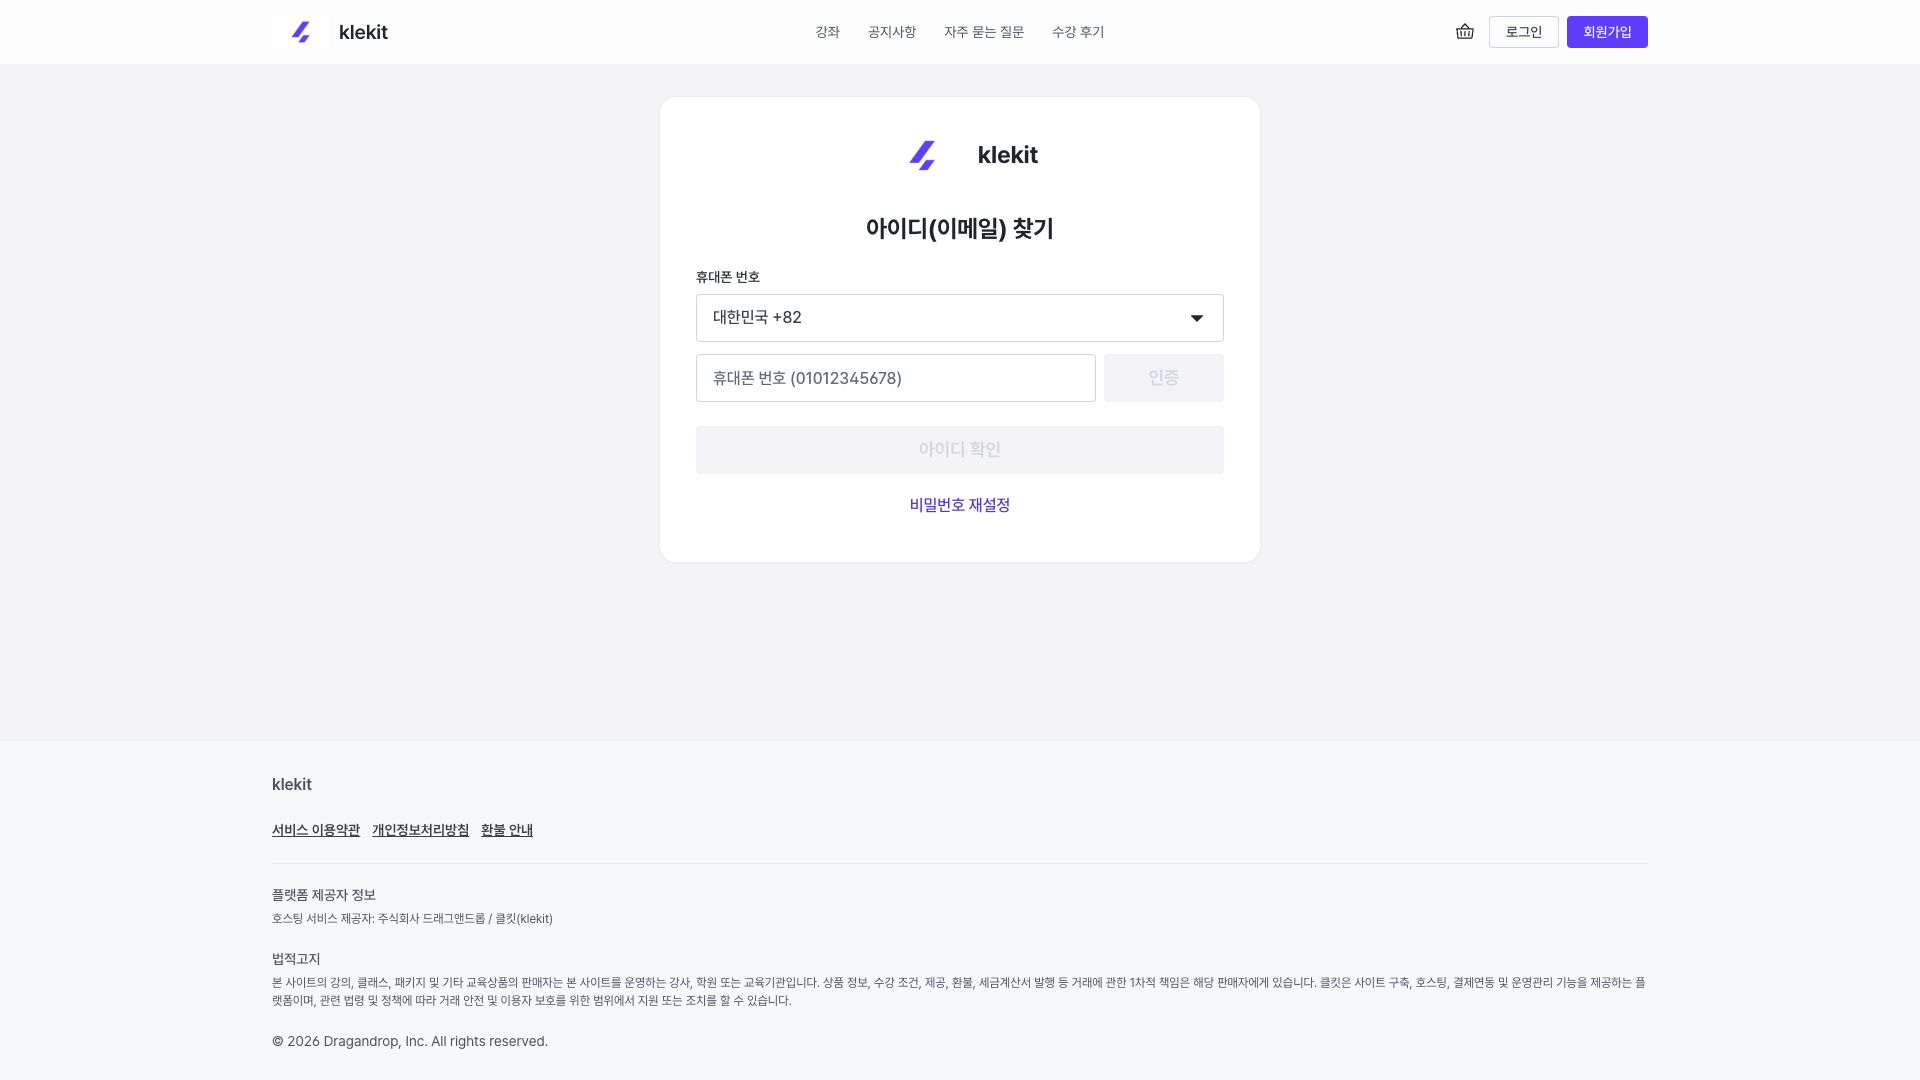 klekit
강좌
공지사항
자주 묻는 질문
수강 후기
로그인
회원가입
klekit
아이디(이메일) 찾기
휴대폰 번호
대한민국 +82
휴대폰 번호 (01012345678)
인증
아이디 확인
비밀번호 재설정
klekit
서비스 이용약관 개인정보처리방침 환불 안내
플랫폼 제공자 정보
호스팅 서비스 제공자: 주식회사 드래그앤드롭 / 클킷(klekit)
법적고지
본 사이트의 강의, 클래스, 패키지 및 기타 교육상품의 판매자는 본 사이트를 운영하는 강사, 학원 또는 교육기관입니다. 상품 정보, 수강 조건, 제공, 환불, 세금계산서 발행 등 거래에 관한 1차적 책임은 해당 판매자에게 있습니다. 클킷은 사이트 구축, 호스팅, 결제연동 및 운영관리 기능을 제공하는 플
랫폼이며, 관련 법령 및 정책에 따라 거래 안전 및 이용자 보호를 위한 범위에서 지원 또는 조치를 할 수 있습니다.
© 2026 Dragandrop, Inc. All rights reserved.